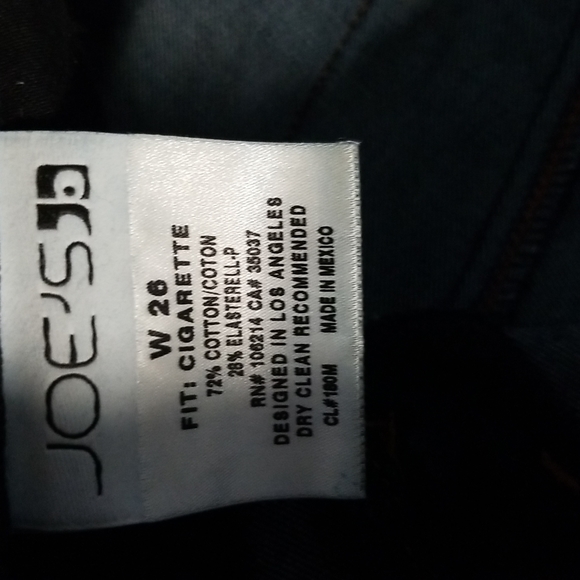 JOE'S
W 26
FIT: CIGARETTE
72% COTTON/COTON
28% ELASTERELL-P
RN# 106214 CA# 35037
DESIGNED IN LOS ANGELES
DRY CLEAN RECOMMENDED
CL#180M MADE IN MEXICO